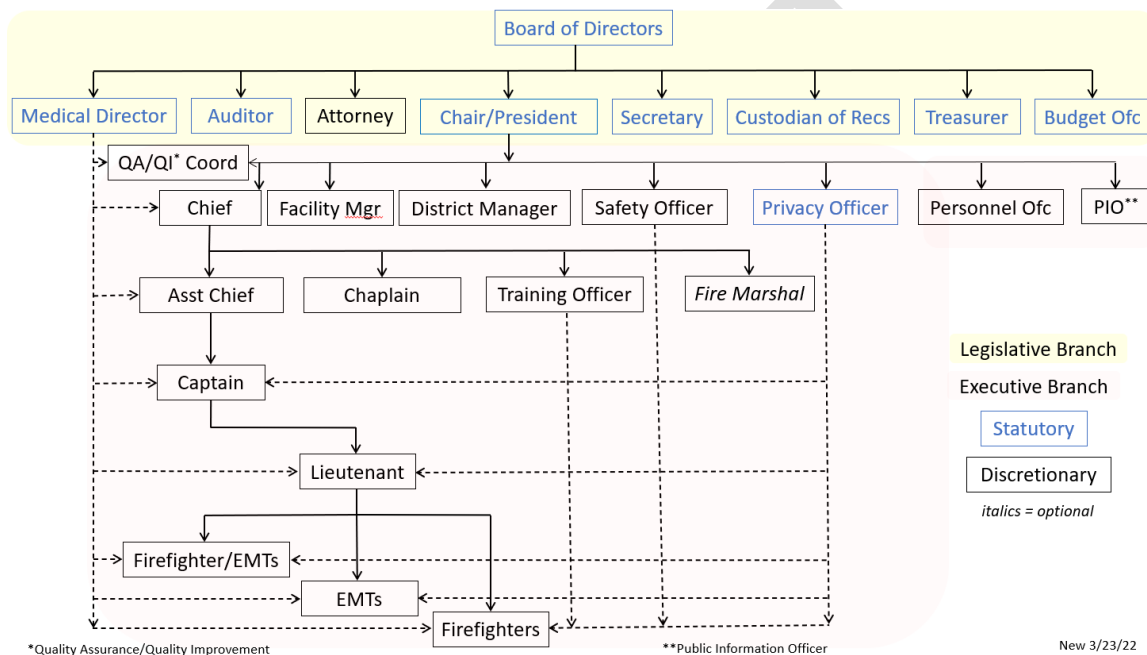 Board of Directors
Medical Director
Auditor
Attorney
Chair/President
Secretary
Custodian of Recs
Treasurer
Budget Ofc
QA/QI* Coord
Chief
Facility Mgr
District Manager
Safety Officer
Privacy Officer
Personnel Ofc
PIO**
Asst Chief
Chaplain
Training Officer
Fire Marshal
Legislative Branch
Captain
Executive Branch
Statutory
Lieutenant
Discretionary
italics = optional
Firefighter/EMTs
EMTs
Firefighters
*Quality Assurance/Quality Improvement
**Public Information Officer
New 3/23/22